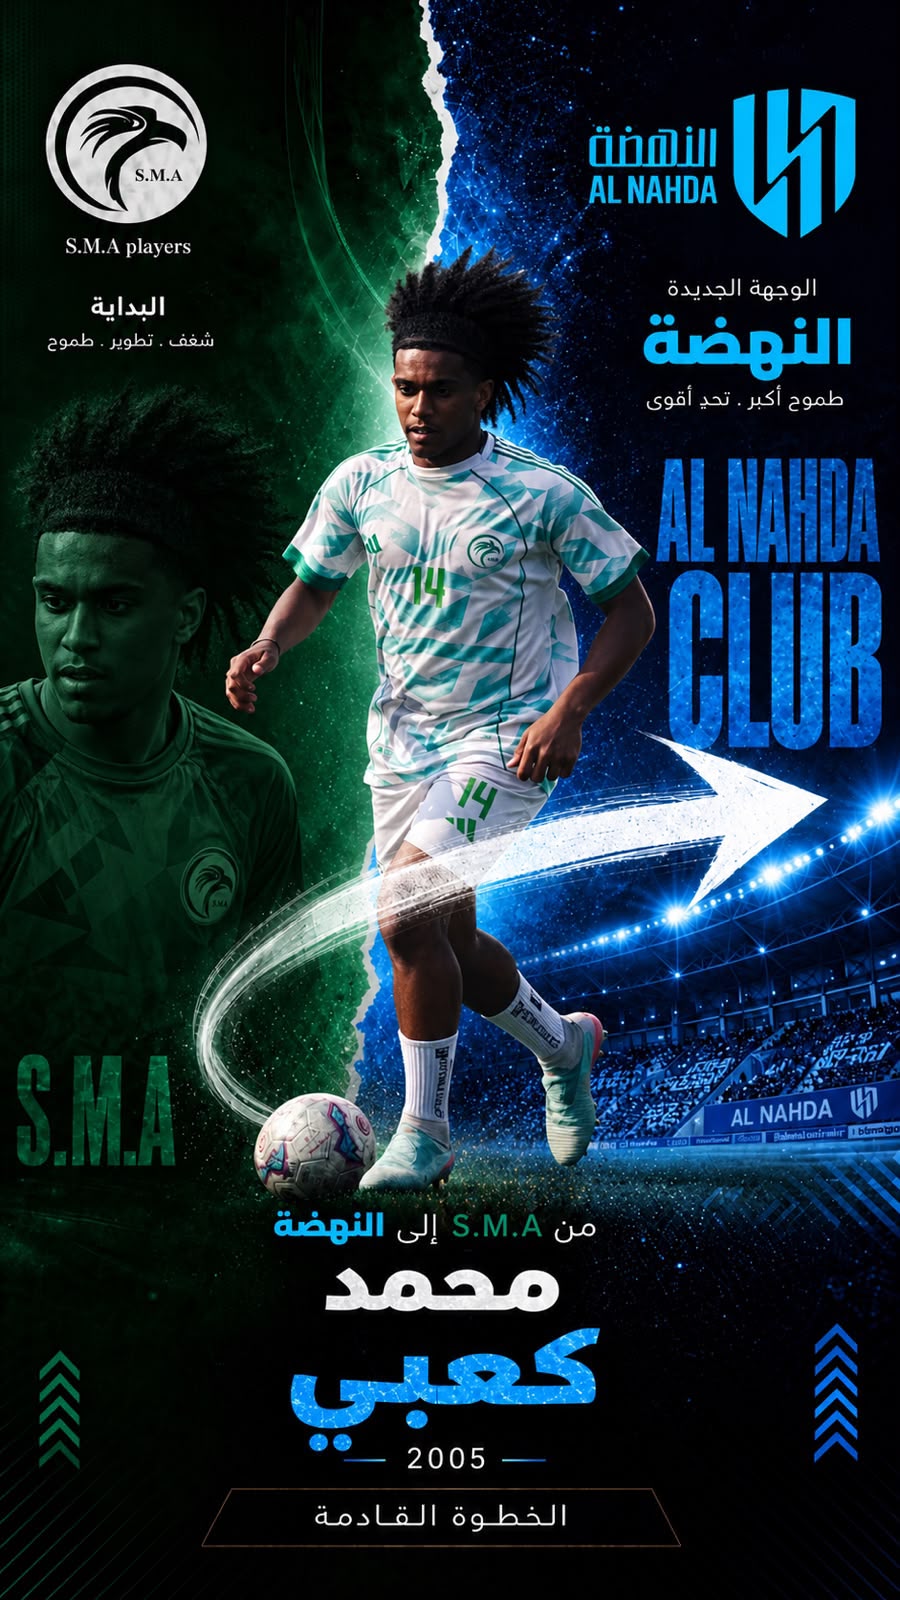 S.M.A
S.M.A players
البداية
شغف . تطوير . طموح
النهضة
AL NAHDA
الوجهة الجديدة
النهضة
طموح أكبر . تحدٍ أقوى
AL NAHDA
CLUB
14
14
S.M.A
S.M.A
AL NAHDA
من S.M.A إلى النهضة
محمد
كعبي
2005
الخطوة القادمة